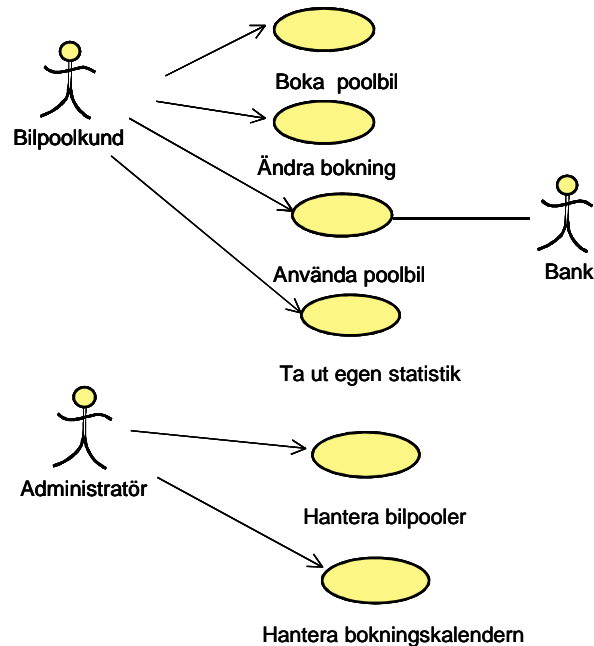 Boka poolbil
Bilpoolkund
Ändra bokning
Använda poolbil
Bank
Ta ut egen statistik
Administratör
Hantera bilpooler
Hantera bokningskalendern